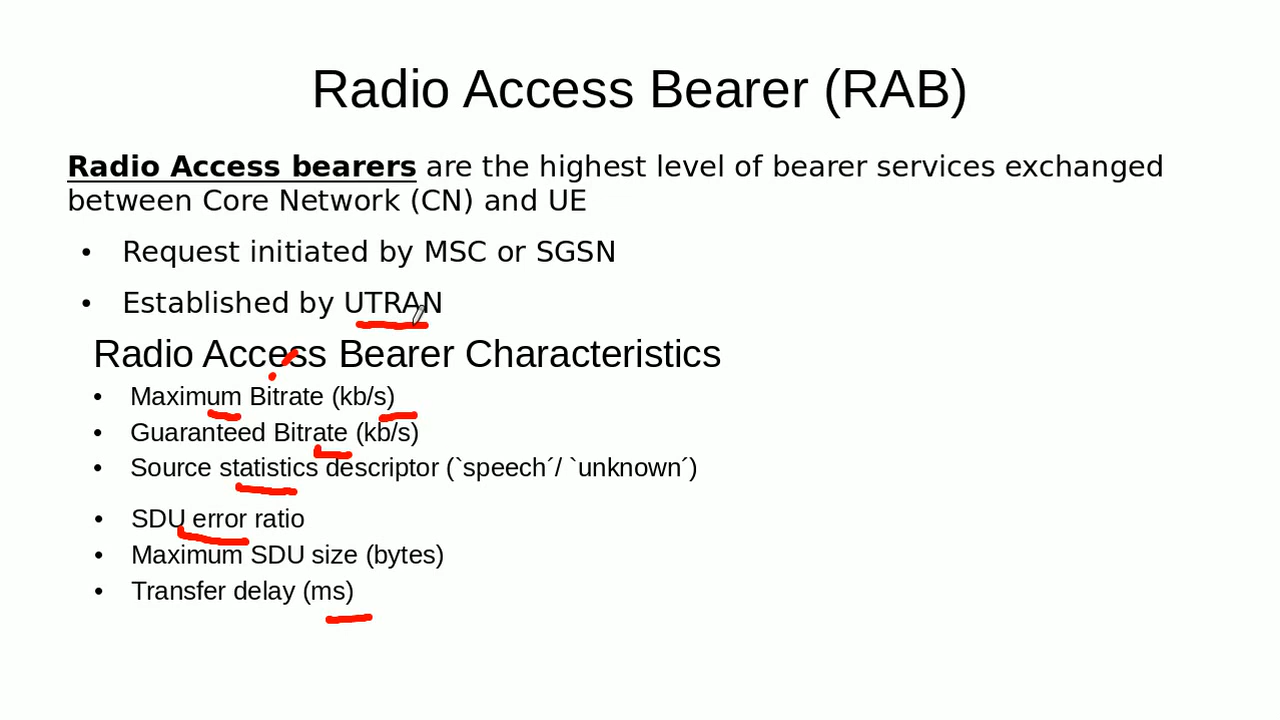 Radio Access Bearer (RAB)
Radio Access bearers are the highest level of bearer services exchanged
between Core Network (CN) and UE
• Request initiated by MSC or SGSN
• Established by UTRAN
Radio Access Bearer Characteristics
• Maximum Bitrate (kb/s)
• Guaranteed Bitrate (kb/s)
• Source statistics descriptor (`speech´/ `unknown´)
• SDU error ratio
• Maximum SDU size (bytes)
• Transfer delay (ms)